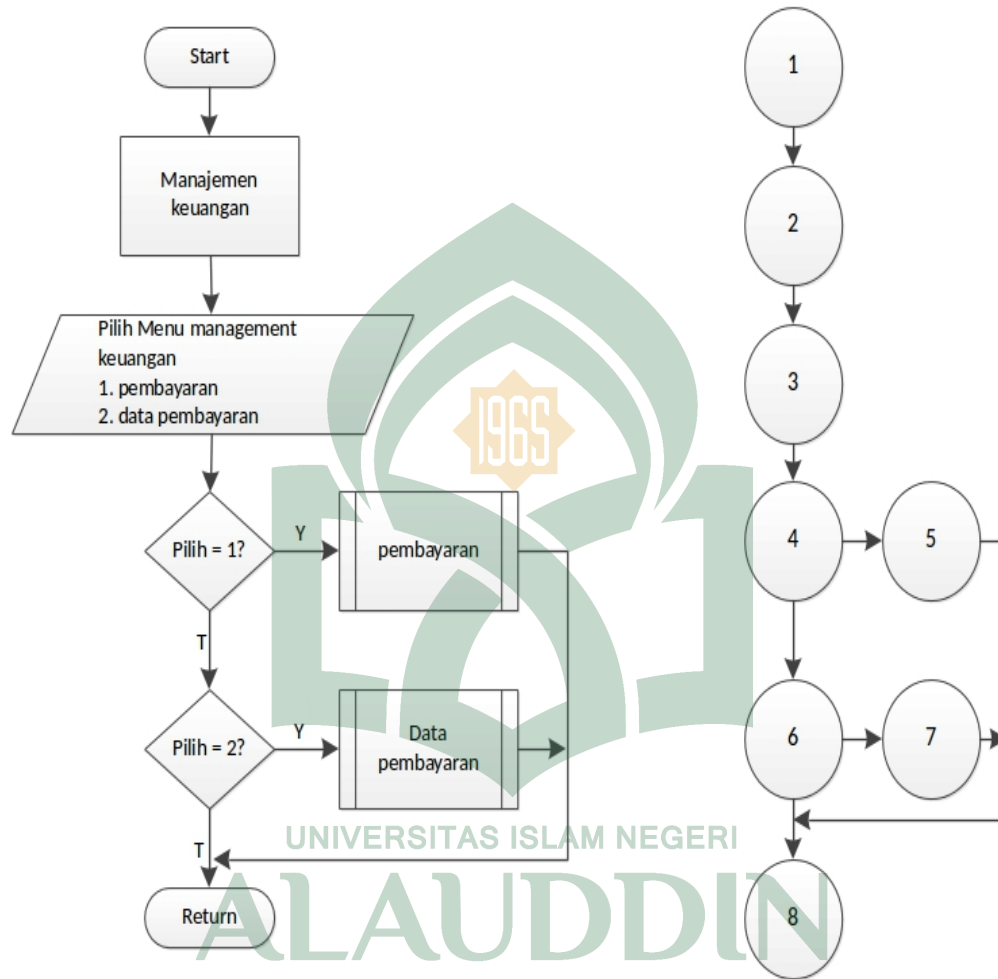 Start
Manajemen
keuangan
Pilih Menu management
keuangan
1. pembayaran
2. data pembayaran
Pilih = 1?
Y
pembayaran
T
Pilih = 2?
Y
Data
pembayaran
T
Return
1
2
3
4
5
6
7
8
1965
UNIVERSITAS ISLAM NEGERI
ALAUDDIN